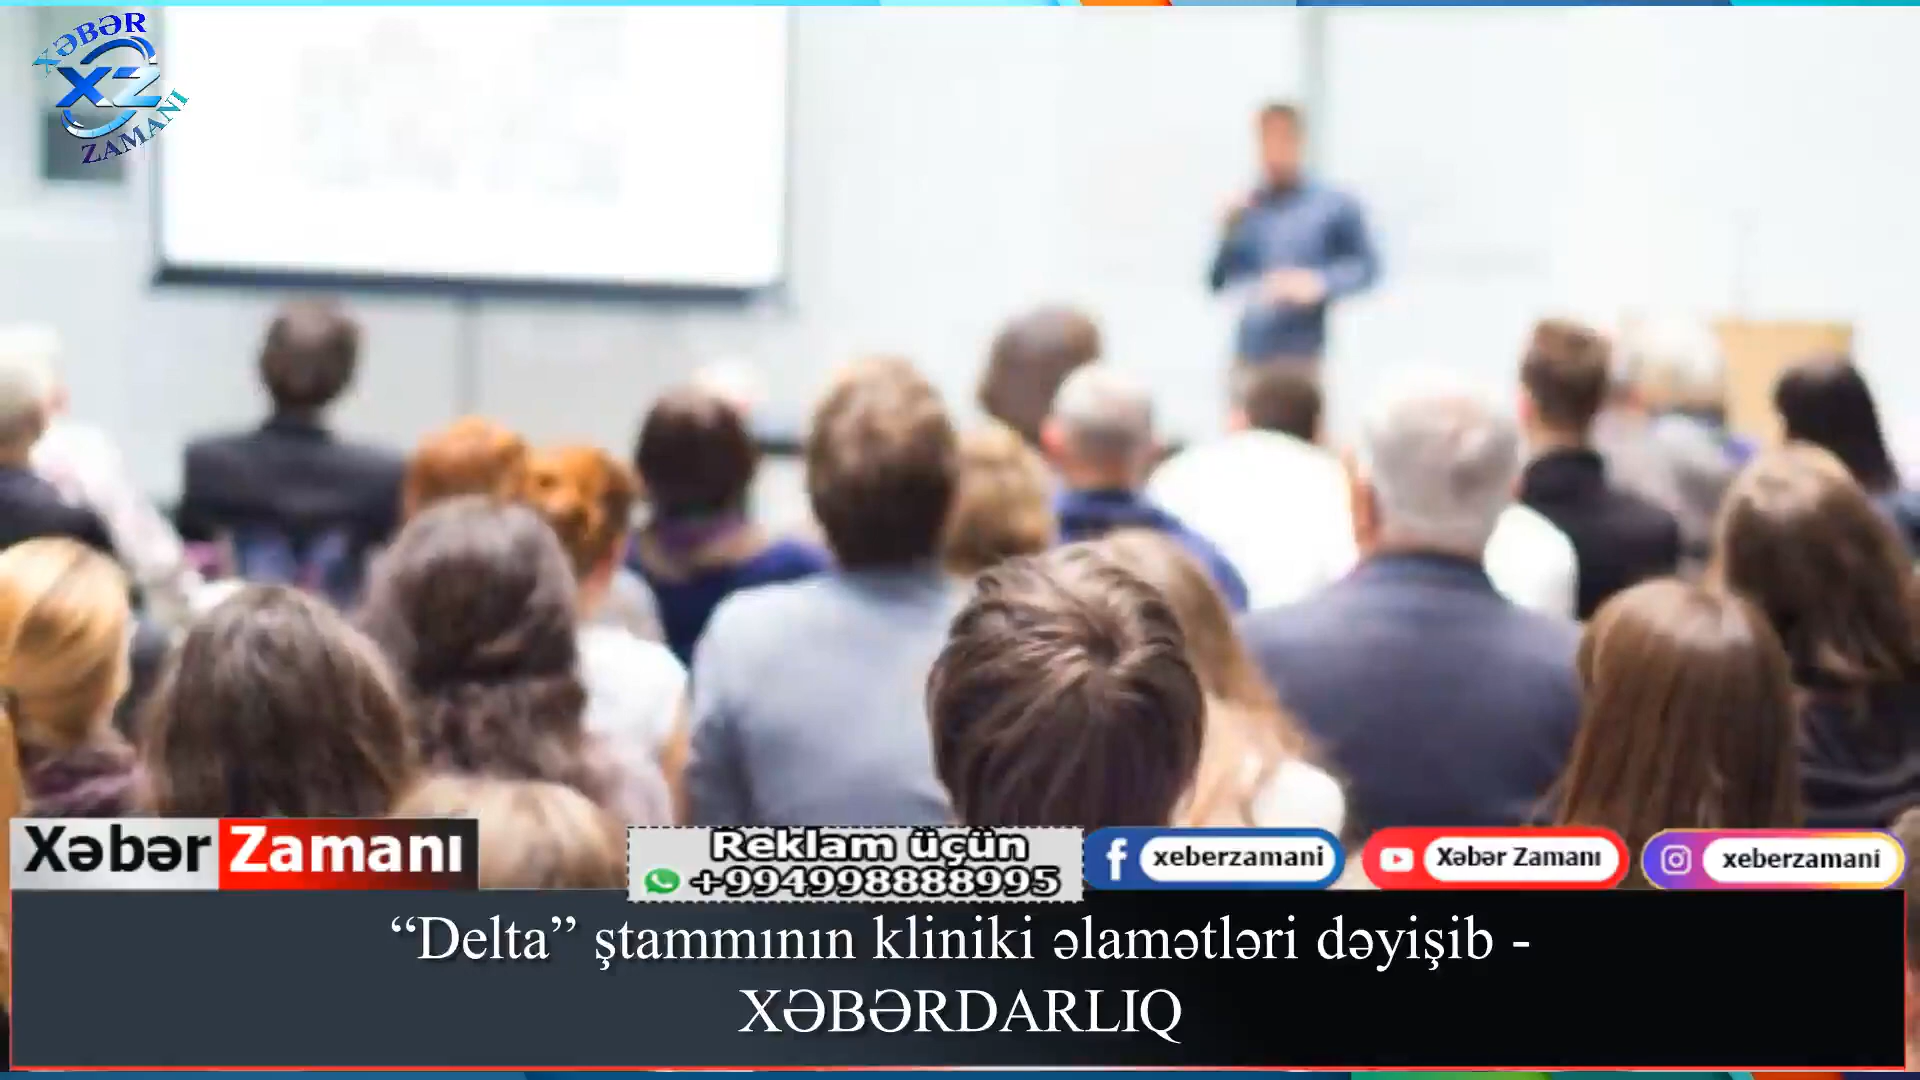 XƏBƏR
XZ
ZAMANI
Xəbər Zamanı
Reklam üçün
+994998888995
xeberzamani
Xəbər Zamanı
xeberzamani
“Delta” ştammının kliniki əlamətləri dəyişib -
XƏBƏRDARLIQ